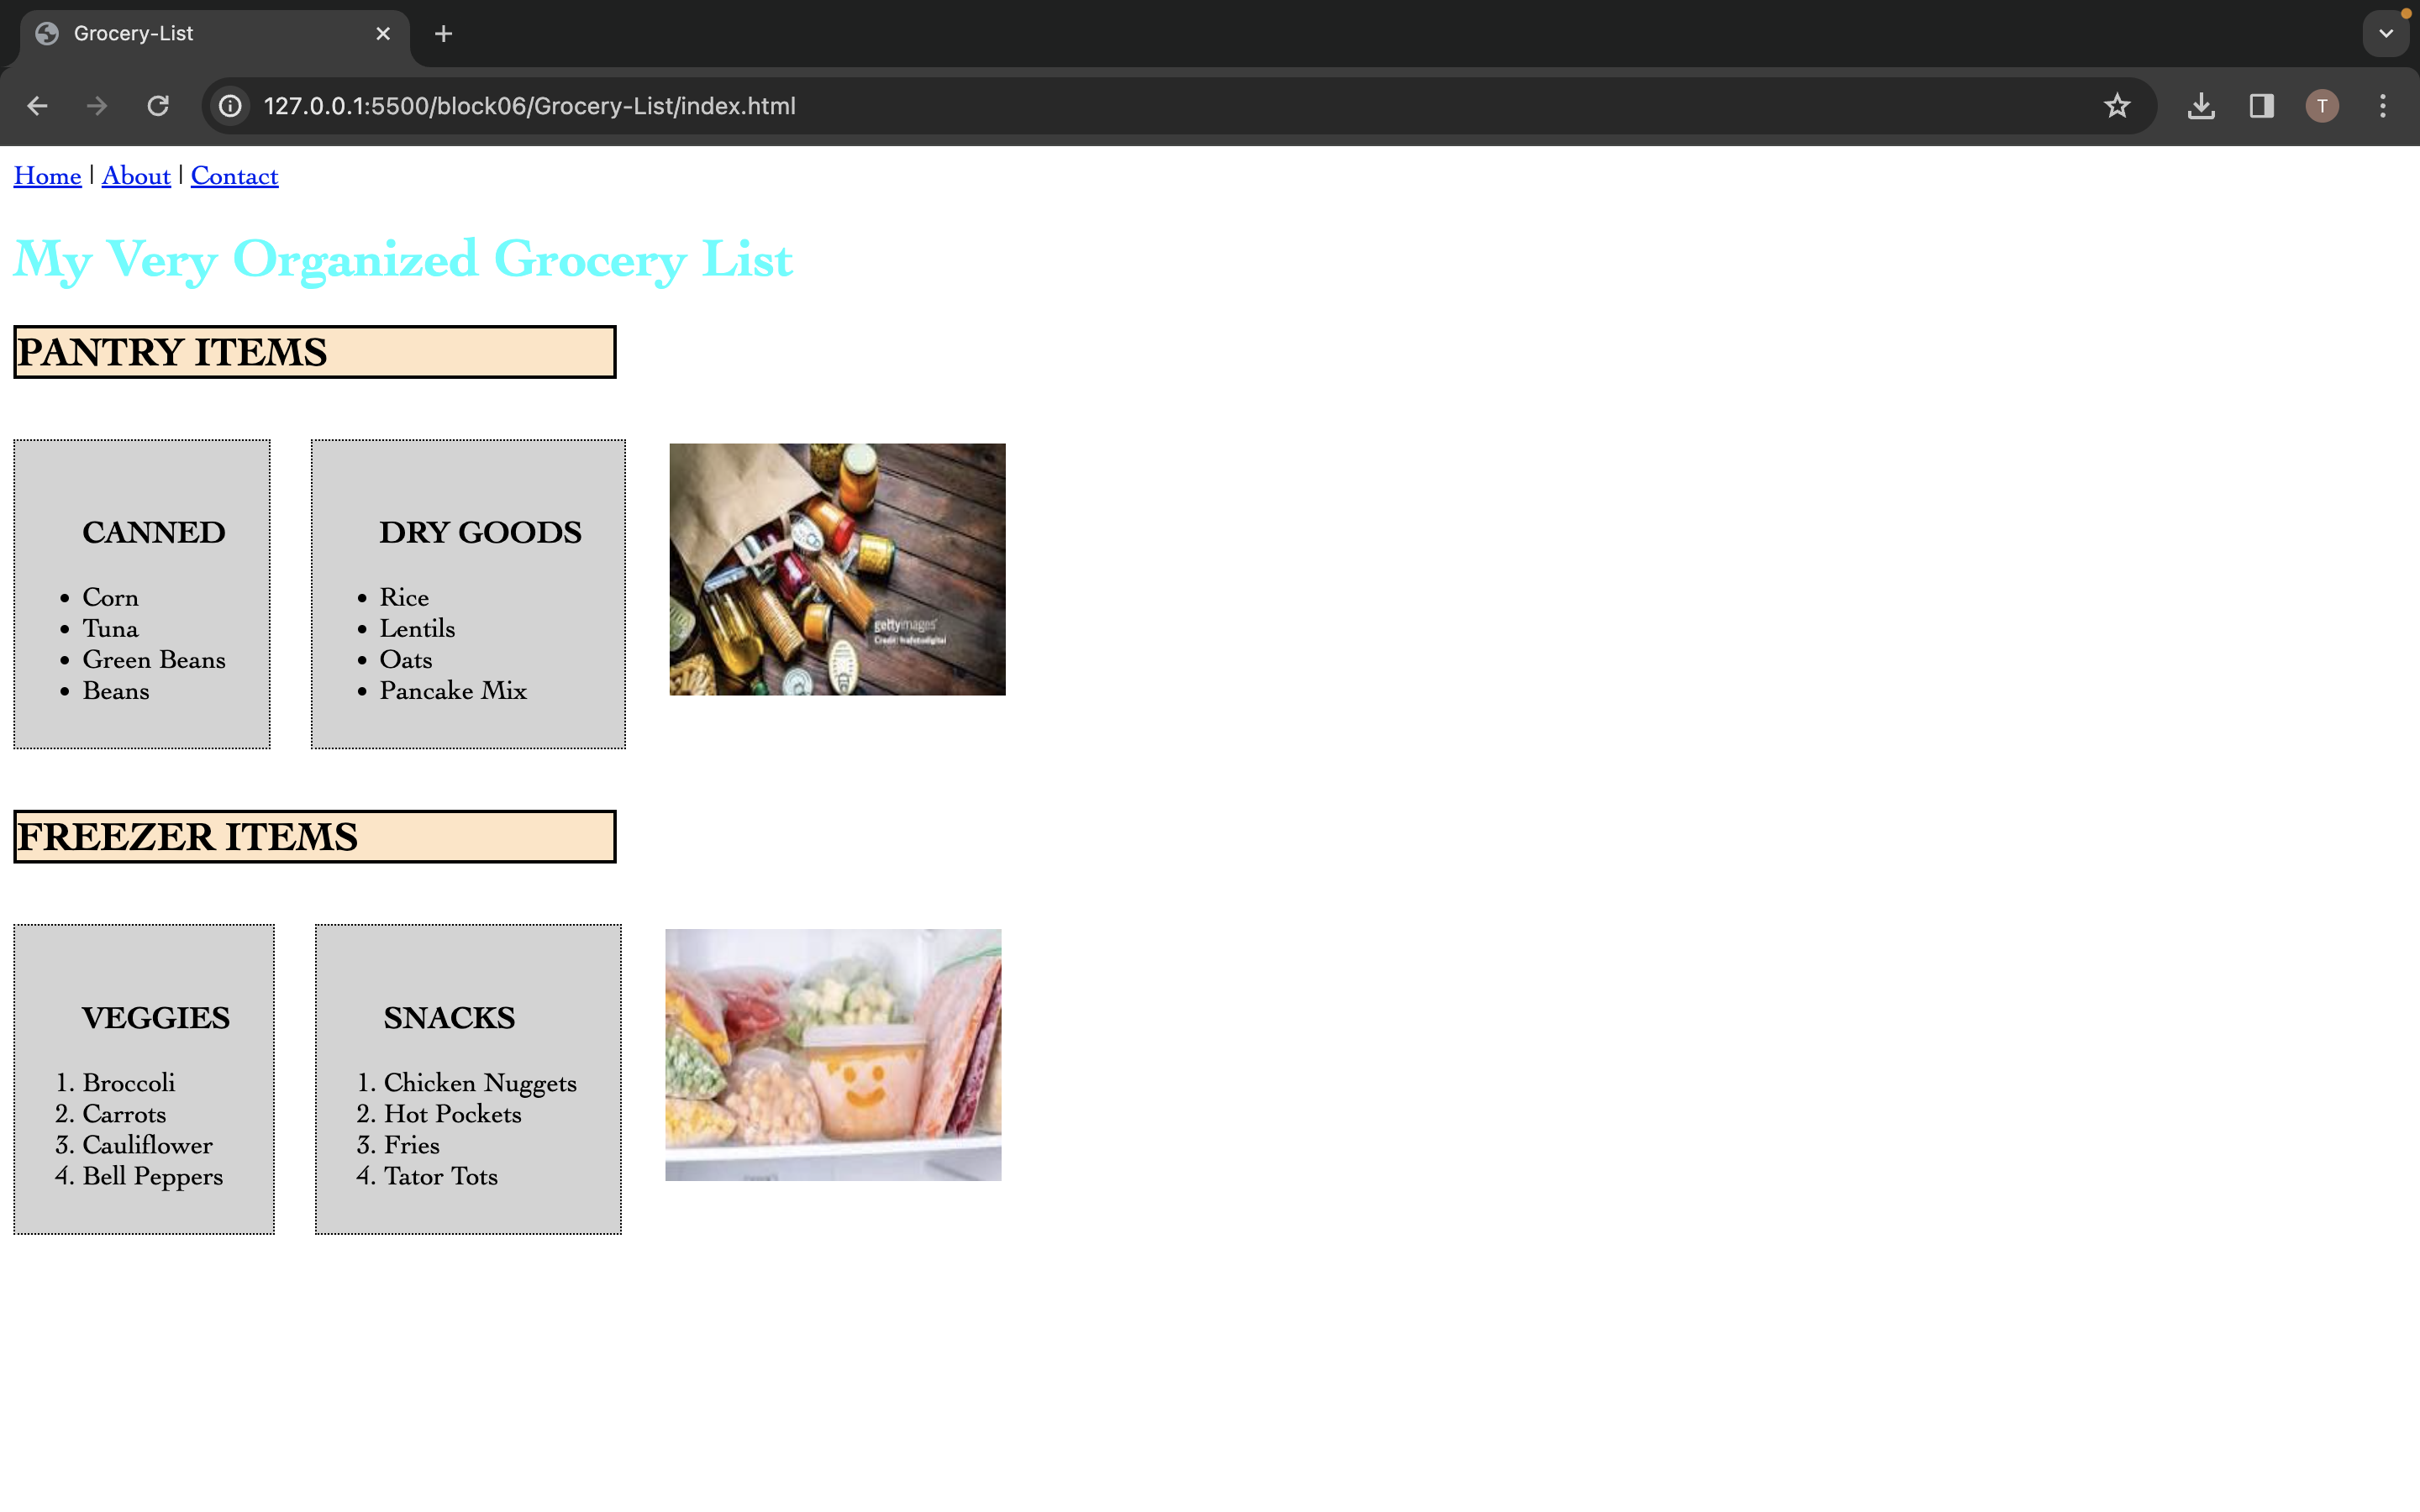 Grocery-List
127.0.0.1:5500/block06/Grocery-List/index.html
T
Home | About | Contact
My Very Organized Grocery List
PANTRY ITEMS
CANNED
• Corn
• Tuna
• Green Beans
• Beans
DRY GOODS
• Rice
• Lentils
• Oats
• Pancake Mix
gettyimages
Credit: fcafotodigital
FREEZER ITEMS
VEGGIES
1. Broccoli
2. Carrots
3. Cauliflower
4. Bell Peppers
SNACKS
1. Chicken Nuggets
2. Hot Pockets
3. Fries
4. Tator Tots